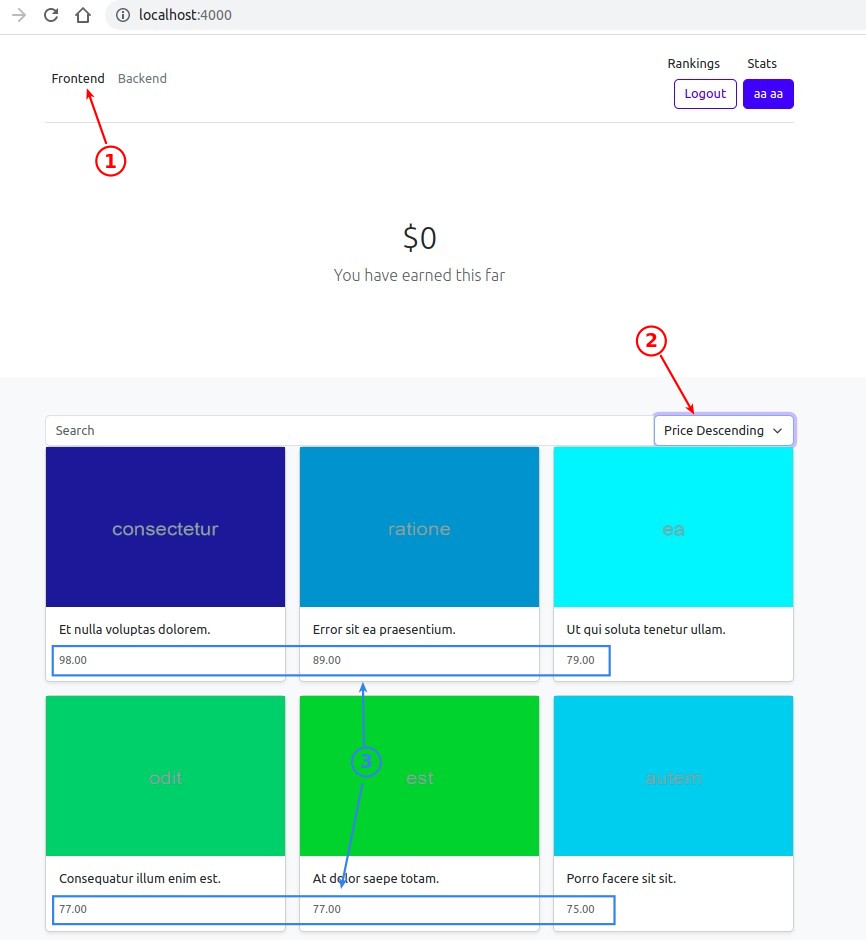 localhost:4000
Frontend Backend
Rankings Stats
Logout aa aa
1
$0
You have earned this far
2
Search Price Descending
consectetur ratione ea
Et nulla voluptas dolorem. Error sit ea praesentium. Ut qui soluta tenetur ullam.
98.00 89.00 79.00
3
odit est autem
Consequatur illum enim est. At dolor saepe totam. Porro facere sit sit.
77.00 77.00 75.00